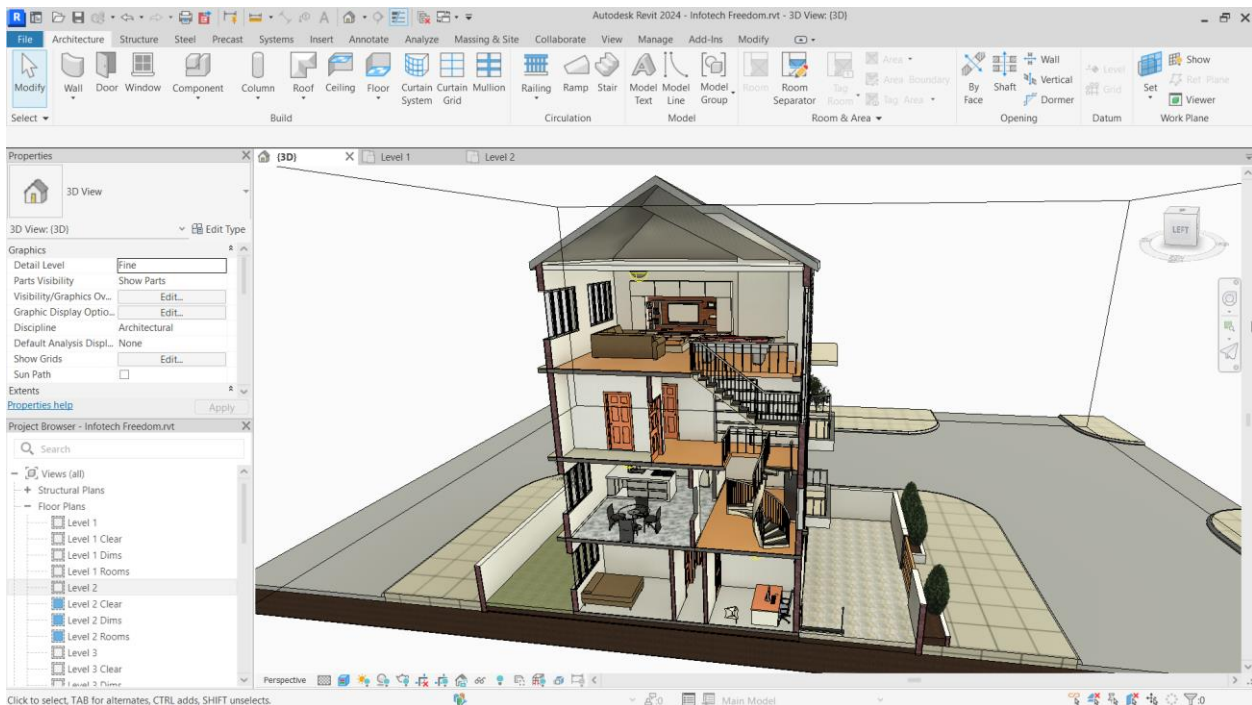 R
Autodesk Revit 2024 - Infotech Freedom.rvt - 3D View: {3D}
File Architecture Structure Steel Precast Systems Insert Annotate Analyze Massing & Site Collaborate View Manage Add-Ins Modify
Modify Wall Door Window Component Column Roof Ceiling Floor Curtain System Curtain Grid Mullion Railing Ramp Stair Model Text Model Line Model Group Room Room Separator Tag Room Area Area Boundary Tag Area By Face Shaft Wall Vertical Dormer Level Grid Set Show Ref Plane Viewer
Select Build Circulation Model Room & Area Opening Datum Work Plane
Properties
{3D} Level 1 Level 2
3D View
3D View: {3D} Edit Type
Graphics
Detail Level Fine
Parts Visibility Show Parts
Visibility/Graphics Ov... Edit...
Graphic Display Optio... Edit...
Discipline Architectural
Default Analysis Displ... None
Show Grids Edit...
Sun Path
Extents
Properties help Apply
LEFT
Project Browser - Infotech Freedom.rvt
Search
Views (all)
Structural Plans
Floor Plans
Level 1
Level 1 Clear
Level 1 Dims
Level 1 Rooms
Level 2
Level 2 Clear
Level 2 Dims
Level 2 Rooms
Level 3
Level 3 Clear
Level 3 Dims
Perspective
Click to select, TAB for alternates, CTRL adds, SHIFT unselects.
:0 Main Model :0